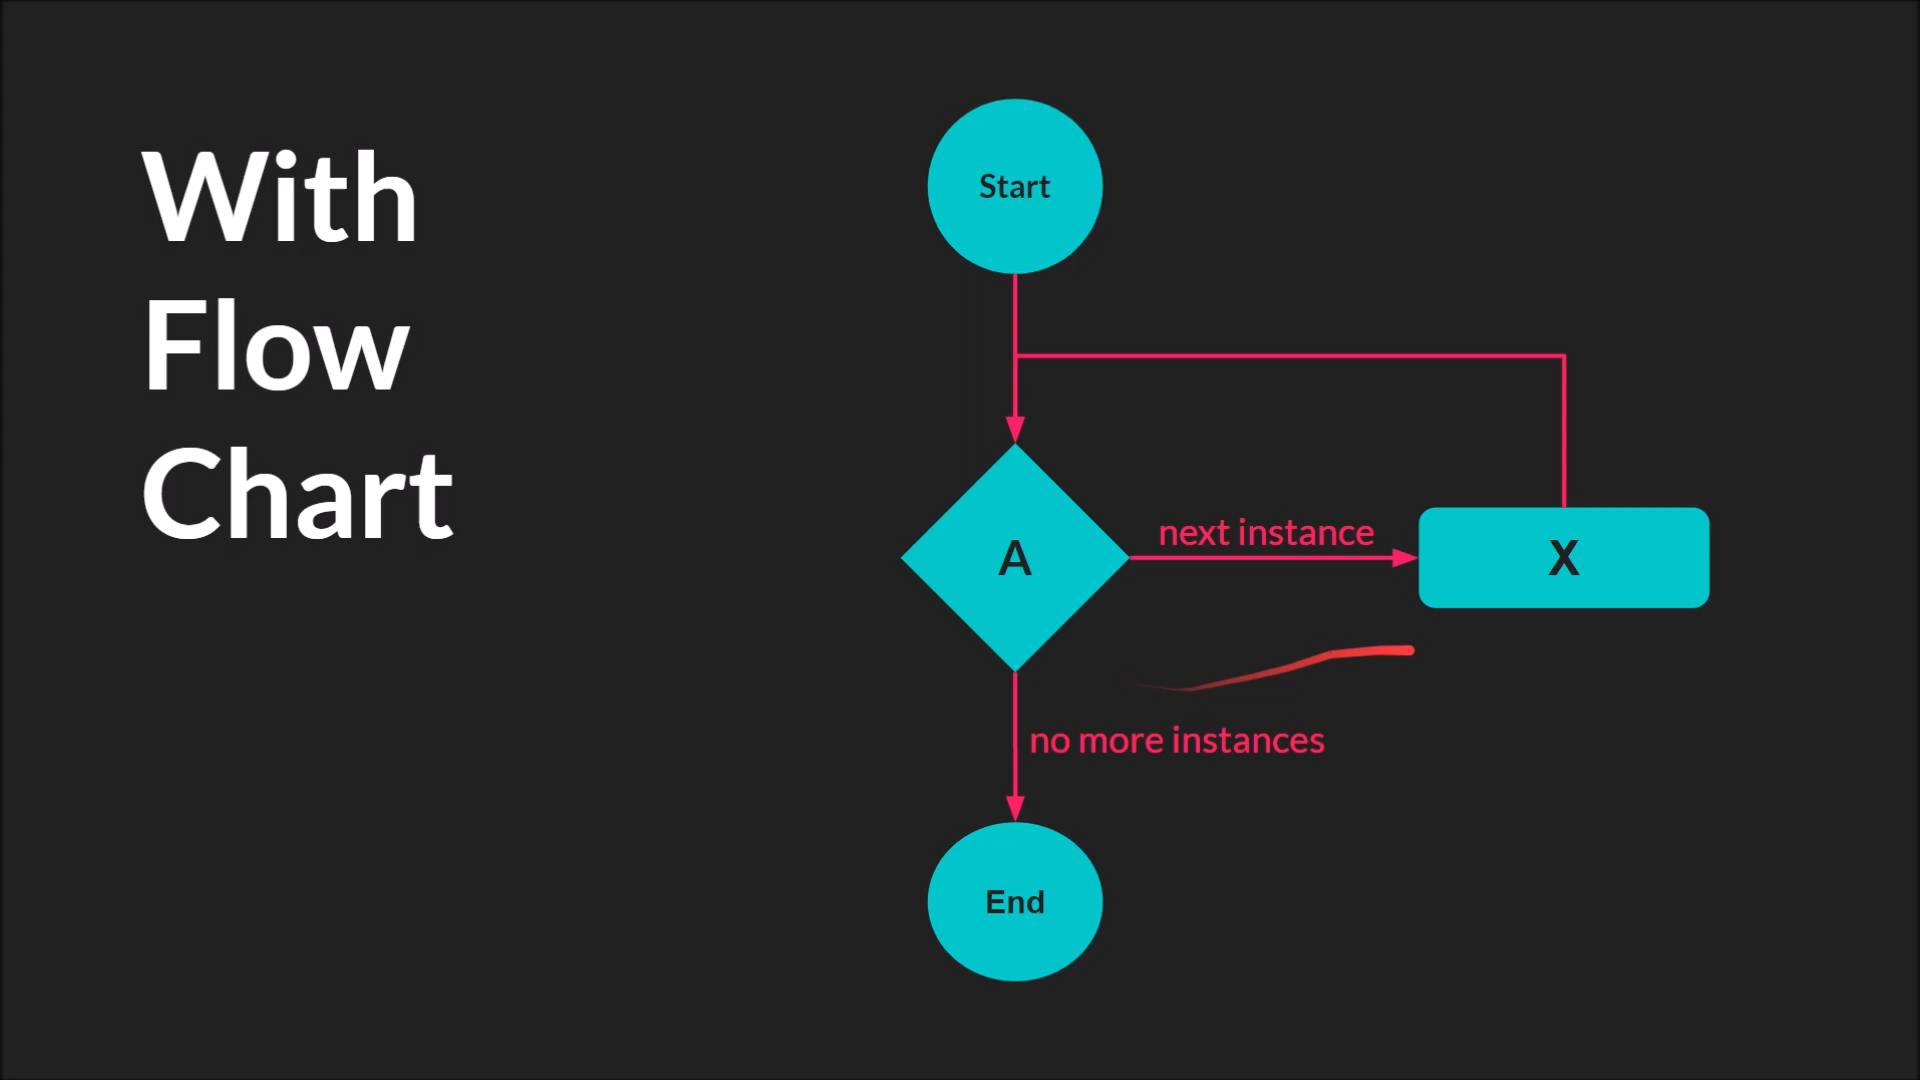 With
Flow
Chart
Start
A
next instance
X
no more instances
End